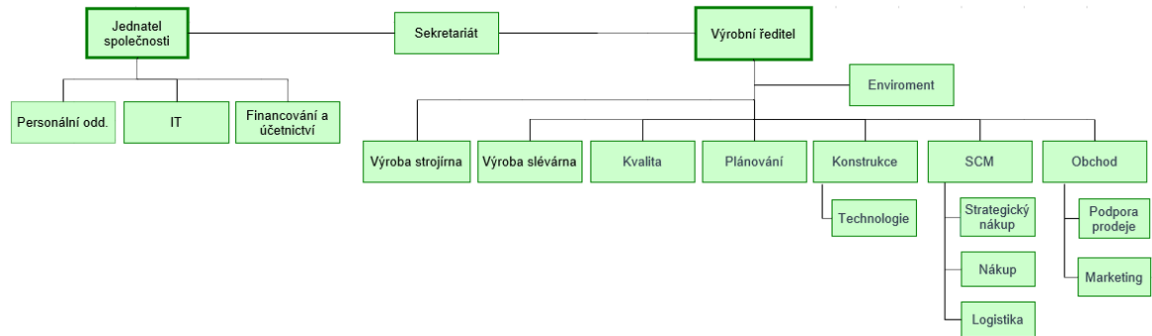 Jednatel
společnosti
Sekretariát
Výrobní ředitel
Enviroment
Personální odd.
IT
Financování a
účetnictví
Výroba strojírna
Výroba slévárna
Kvalita
Plánování
Konstrukce
SCM
Obchod
Technologie
Strategický
nákup
Podpora
prodeje
Nákup
Marketing
Logistika